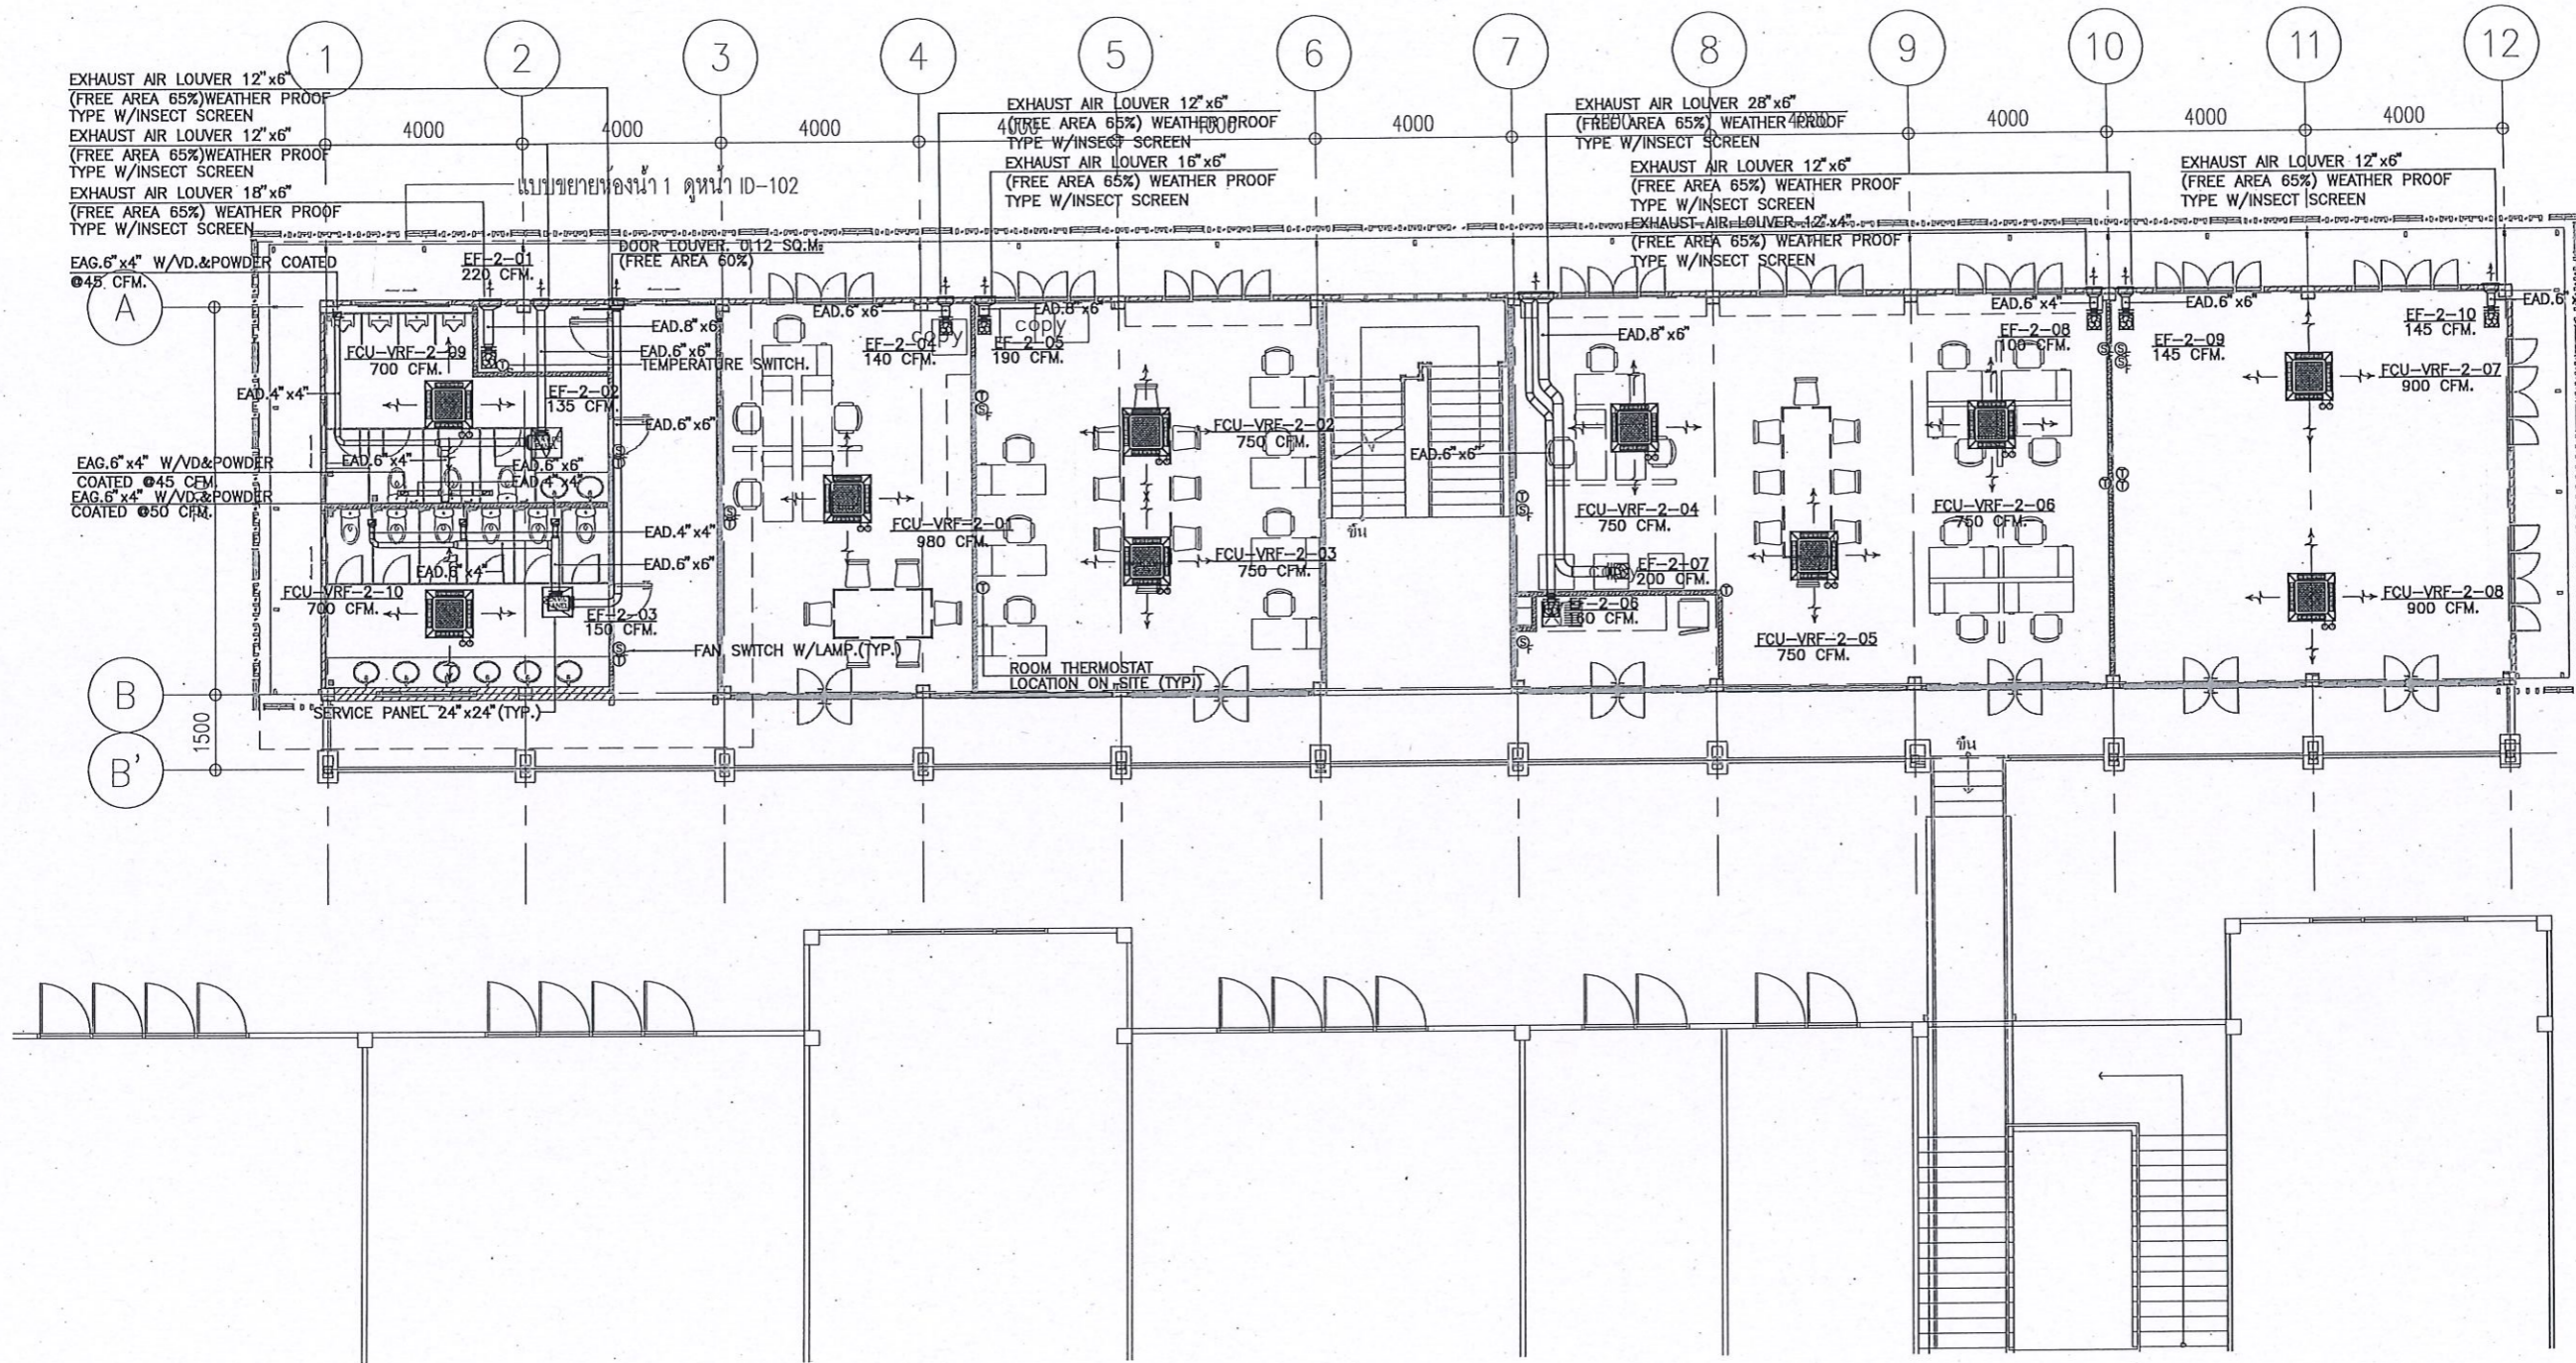 1
2
3
4
5
6
7
8
9
10
11
12
EXHAUST AIR LOUVER 12"x6"
(FREE AREA 65%)WEATHER PROOF
TYPE W/INSECT SCREEN
EXHAUST AIR LOUVER 12"x6"
(FREE AREA 65%)WEATHER PROOF
TYPE W/INSECT SCREEN
EXHAUST AIR LOUVER 18"x6"
(FREE AREA 65%) WEATHER PROOF
TYPE W/INSECT SCREEN
EXHAUST AIR LOUVER 12"x6"
(FREE AREA 65%) WEATHER PROOF
TYPE W/INSECT SCREEN
EXHAUST AIR LOUVER 16"x6"
(FREE AREA 65%) WEATHER PROOF
TYPE W/INSECT SCREEN
EXHAUST AIR LOUVER 28"x6"
(FREE AREA 65%) WEATHER PROOF
TYPE W/INSECT SCREEN
EXHAUST AIR LOUVER 12"x6"
(FREE AREA 65%) WEATHER PROOF
TYPE W/INSECT SCREEN
EXHAUST AIR LOUVER 12"x4"
(FREE AREA 65%) WEATHER PROOF
TYPE W/INSECT SCREEN
EXHAUST AIR LOUVER 12"x6"
(FREE AREA 65%) WEATHER PROOF
TYPE W/INSECT SCREEN
4000
4000
4000
4000
4000
4000
4000
4000
4000
แบบขยายห้องน้ำ 1 ดูหน้า ID-102
DOOR LOUVER. 0.12 SQ.M.
(FREE AREA 60%)
EAG.6"x4" W/VD.&POWDER COATED
@45 CFM.
A
EF-2-01
220 CFM.
EAD.8"x6"
EAD.6"x6"
TEMPERATURE SWITCH.
FCU-VRF-2-09
700 CFM.
EAD.4"x4"
EF-2-02
135 CFM.
EAD.6"x6"
EAG.6"x4" W/VD&POWDER
COATED @45 CFM.
EAG.6"x4" W/VD.&POWDER
COATED @50 CFM.
EAD.6"x4"
EAD.6"x6"
EAD.4"x4"
EAD.4"x4"
EAD.6"x6"
EAD.6"x4"
FCU-VRF-2-10
700 CFM.
EF-2-03
150 CFM.
FAN SWITCH W/LAMP.(TYP.)
SERVICE PANEL 24"x24"(TYP.)
EAD.6"x6"
copy
EF-2-04
140 CFM.
EAD.8"x6"
copy
EF-2-05
190 CFM.
FCU-VRF-2-01
980 CFM.
FCU-VRF-2-02
750 CFM.
FCU-VRF-2-03
750 CFM.
ROOM THERMOSTAT
LOCATION ON SITE (TYP.)
ขึ้น
EAD.8"x6"
EAD.6"x6"
FCU-VRF-2-04
750 CFM.
EF-2-07
200 CFM.
EF-2-06
60 CFM.
FCU-VRF-2-05
750 CFM.
EAD.6"x4"
EF-2-08
100 CFM.
FCU-VRF-2-06
750 CFM.
EAD.6"x6"
EF-2-09
145 CFM.
EF-2-10
145 CFM.
EAD.6"
FCU-VRF-2-07
900 CFM.
FCU-VRF-2-08
900 CFM.
B
1500
B'
ขึ้น